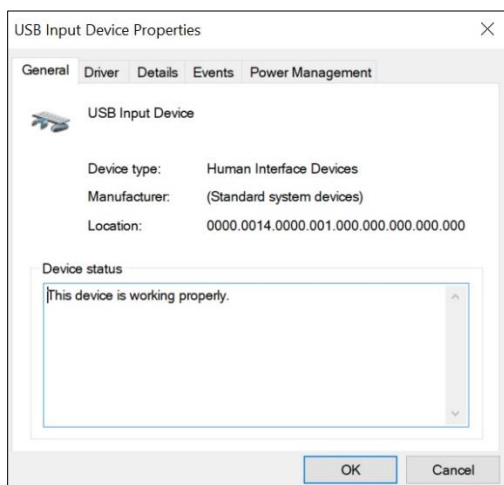 USB Input Device Properties
General Driver Details Events Power Management
USB Input Device
Device type: Human Interface Devices
Manufacturer: (Standard system devices)
Location: 0000.0014.0000.001.000.000.000.000.000
Device status
This device is working properly.
OK Cancel